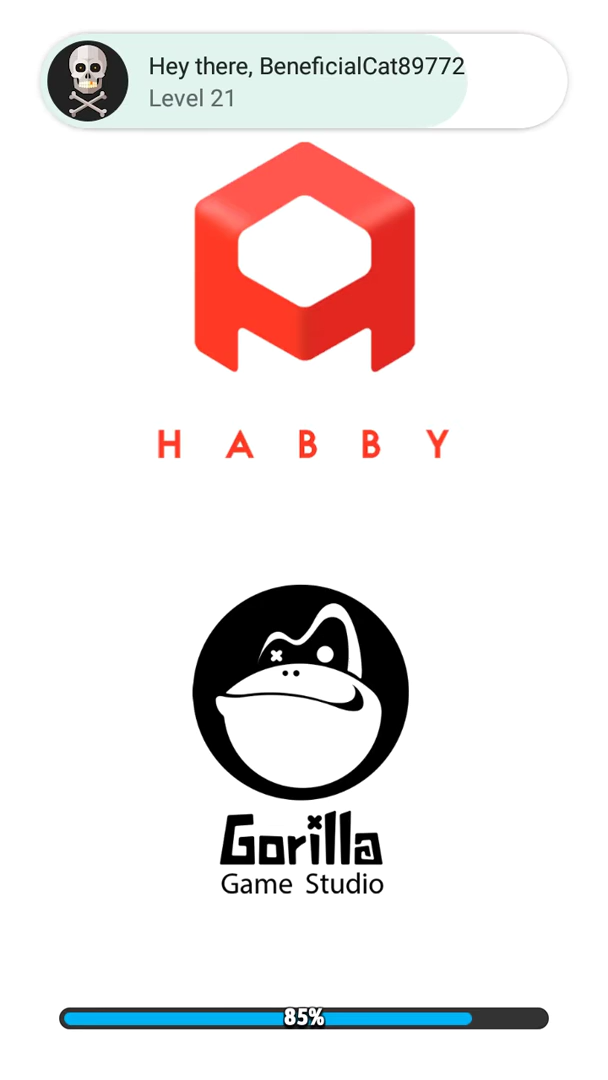 Hey there, BeneficialCat89772
Level 21
HABBY
Gorilla
Game Studio
85%